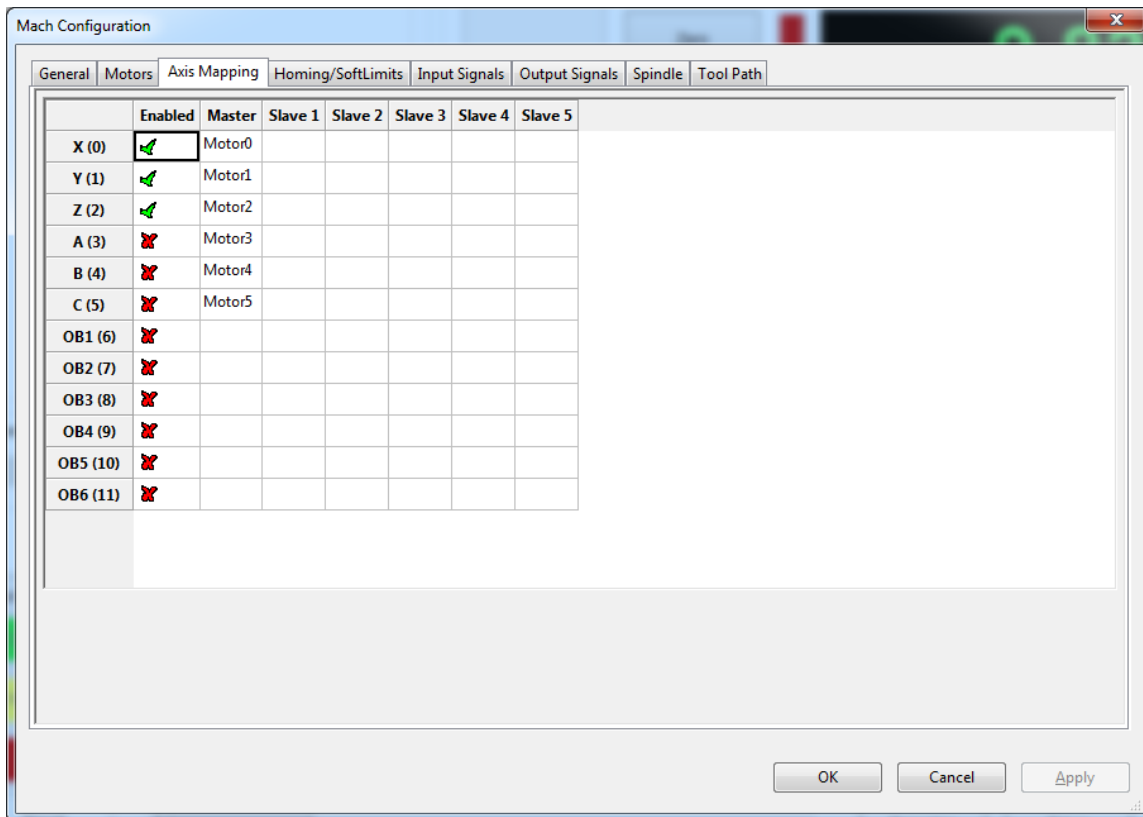 Mach Configuration
General Motors Axis Mapping Homing/SoftLimits Input Signals Output Signals Spindle Tool Path
Enabled Master Slave 1 Slave 2 Slave 3 Slave 4 Slave 5
X (0) Motor0
Y (1) Motor1
Z (2) Motor2
A (3) Motor3
B (4) Motor4
C (5) Motor5
OB1 (6)
OB2 (7)
OB3 (8)
OB4 (9)
OB5 (10)
OB6 (11)
OK Cancel Apply